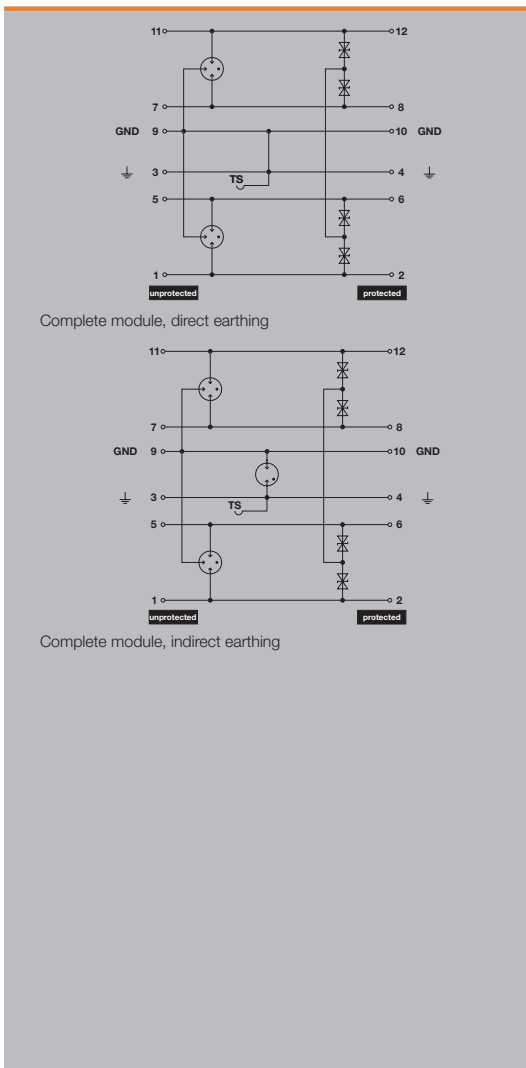 11 12
7 8
GND 9 10 GND
3 4
TS
5 6
1 2
unprotected protected
Complete module, direct earthing
11 12
7 8
GND 9 10 GND
3 4
TS
5 6
1 2
unprotected protected
Complete module, indirect earthing